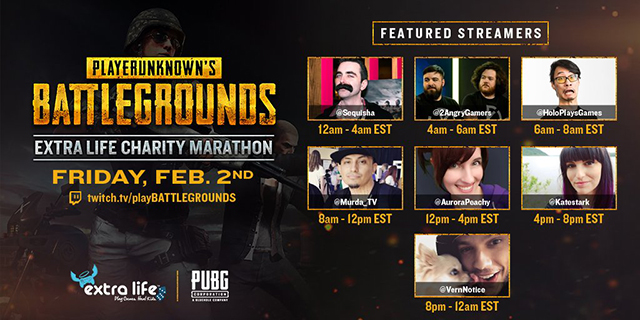 PLAYERUNKNOWN'S
BATTLEGROUNDS
EXTRA LIFE CHARITY MARATHON
FRIDAY, FEB. 2ND
twitch.tv/playBATTLEGROUNDS
extra life
Play Games. Heal Kids.
PUBG
CORPORATION
A BLUEHOLE COMPANY
FEATURED STREAMERS
@Sequisha
12am - 4am EST
@2AngryGamers
4am - 6am EST
@HoloPlaysGames
6am - 8am EST
@Murda_TV
8am - 12pm EST
@AuroraPeachy
12pm - 4pm EST
@Katestark
4pm - 8pm EST
@VernNotice
8pm - 12am EST